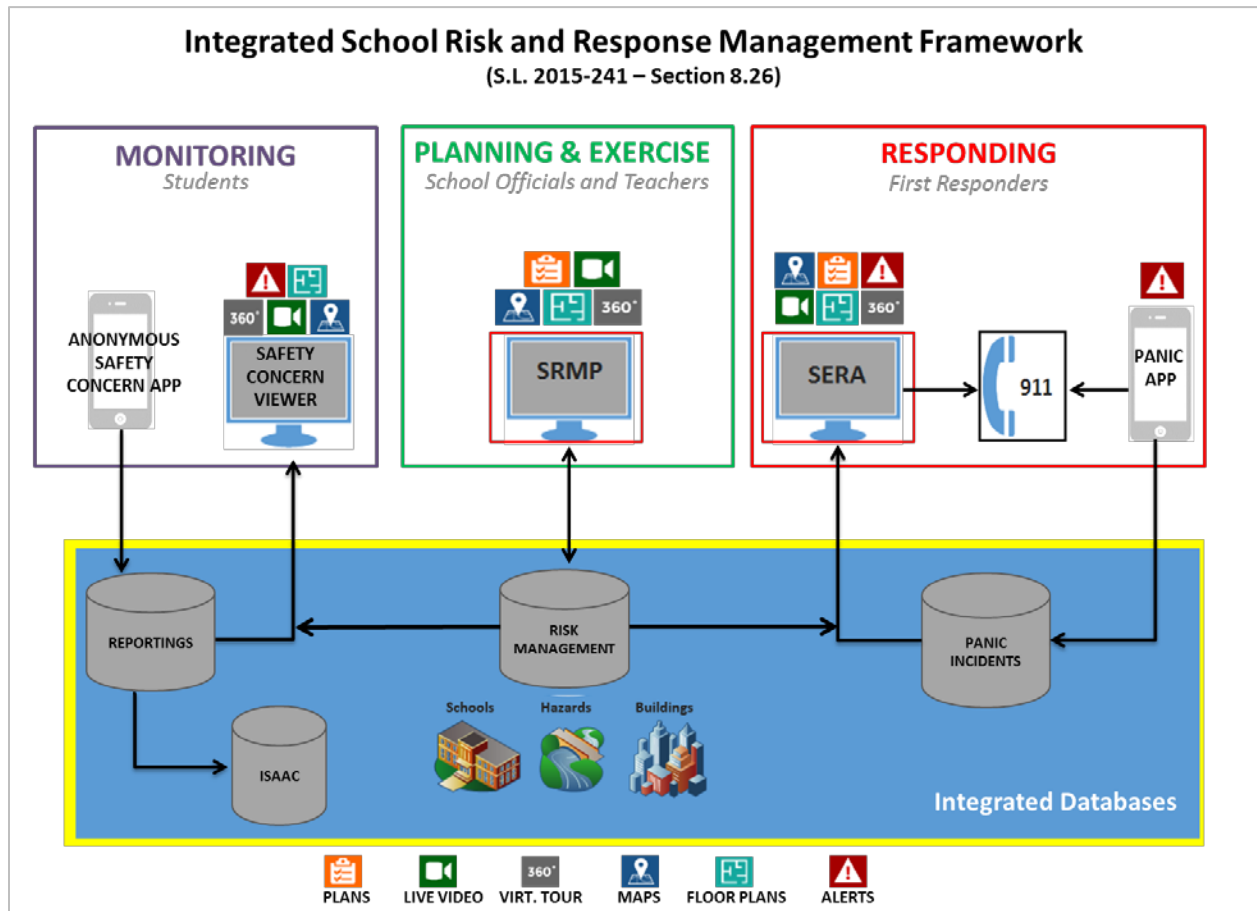 Integrated School Risk and Response Management Framework
(S.L. 2015-241 – Section 8.26)
MONITORING
Students
ANONYMOUS
SAFETY
CONCERN APP
360°
SAFETY
CONCERN
VIEWER
PLANNING & EXERCISE
School Officials and Teachers
360°
SRMP
RESPONDING
First Responders
360°
SERA
911
PANIC
APP
REPORTINGS
RISK
MANAGEMENT
PANIC
INCIDENTS
ISAAC
Schools
Hazards
Buildings
Integrated Databases
360°
PLANS
LIVE VIDEO
VIRT. TOUR
MAPS
FLOOR PLANS
ALERTS